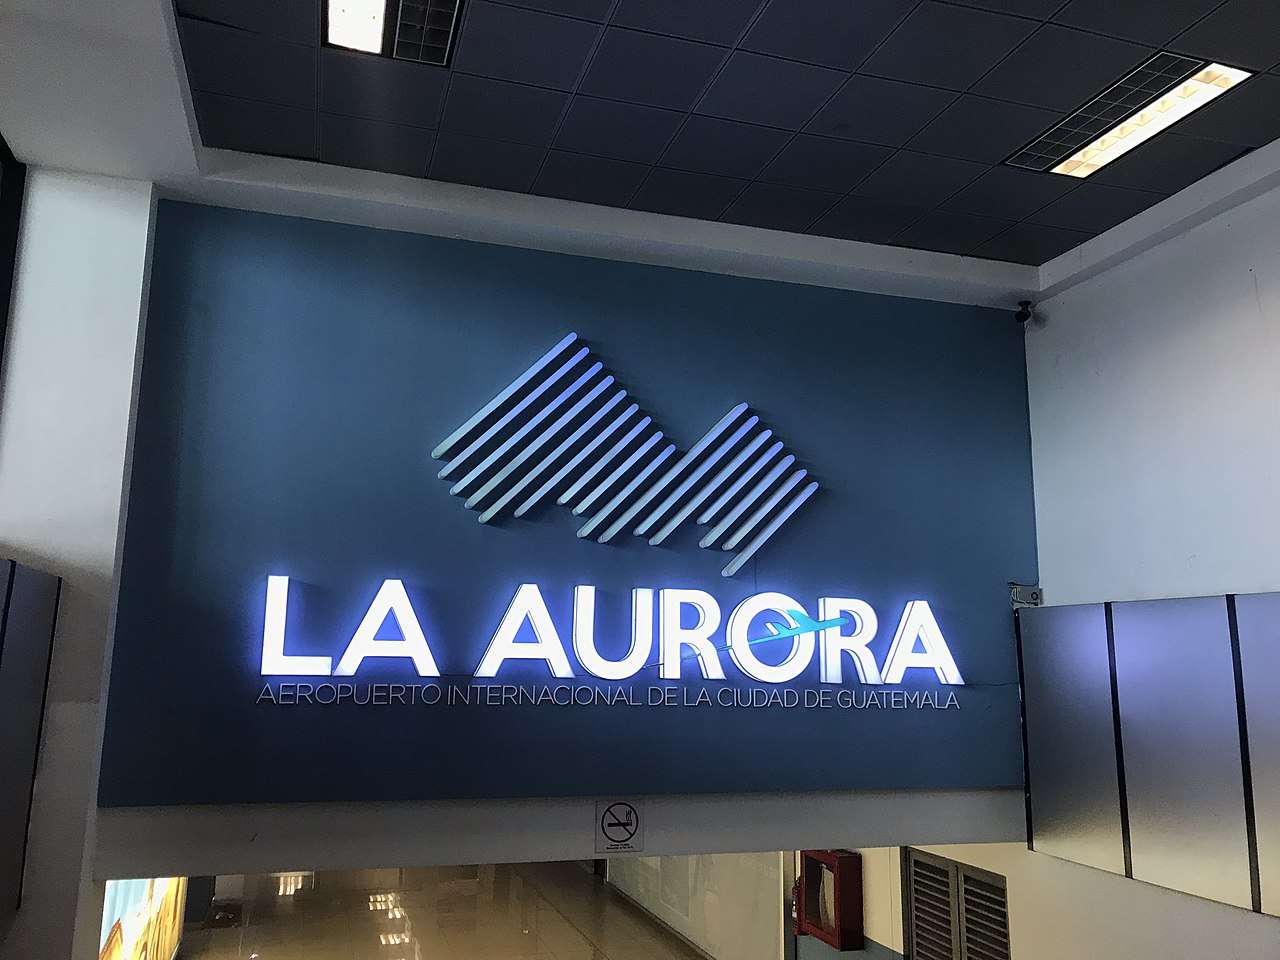 LA AURORA
AEROPUERTO INTERNACIONAL DE LA CIUDAD DE GUATEMALA